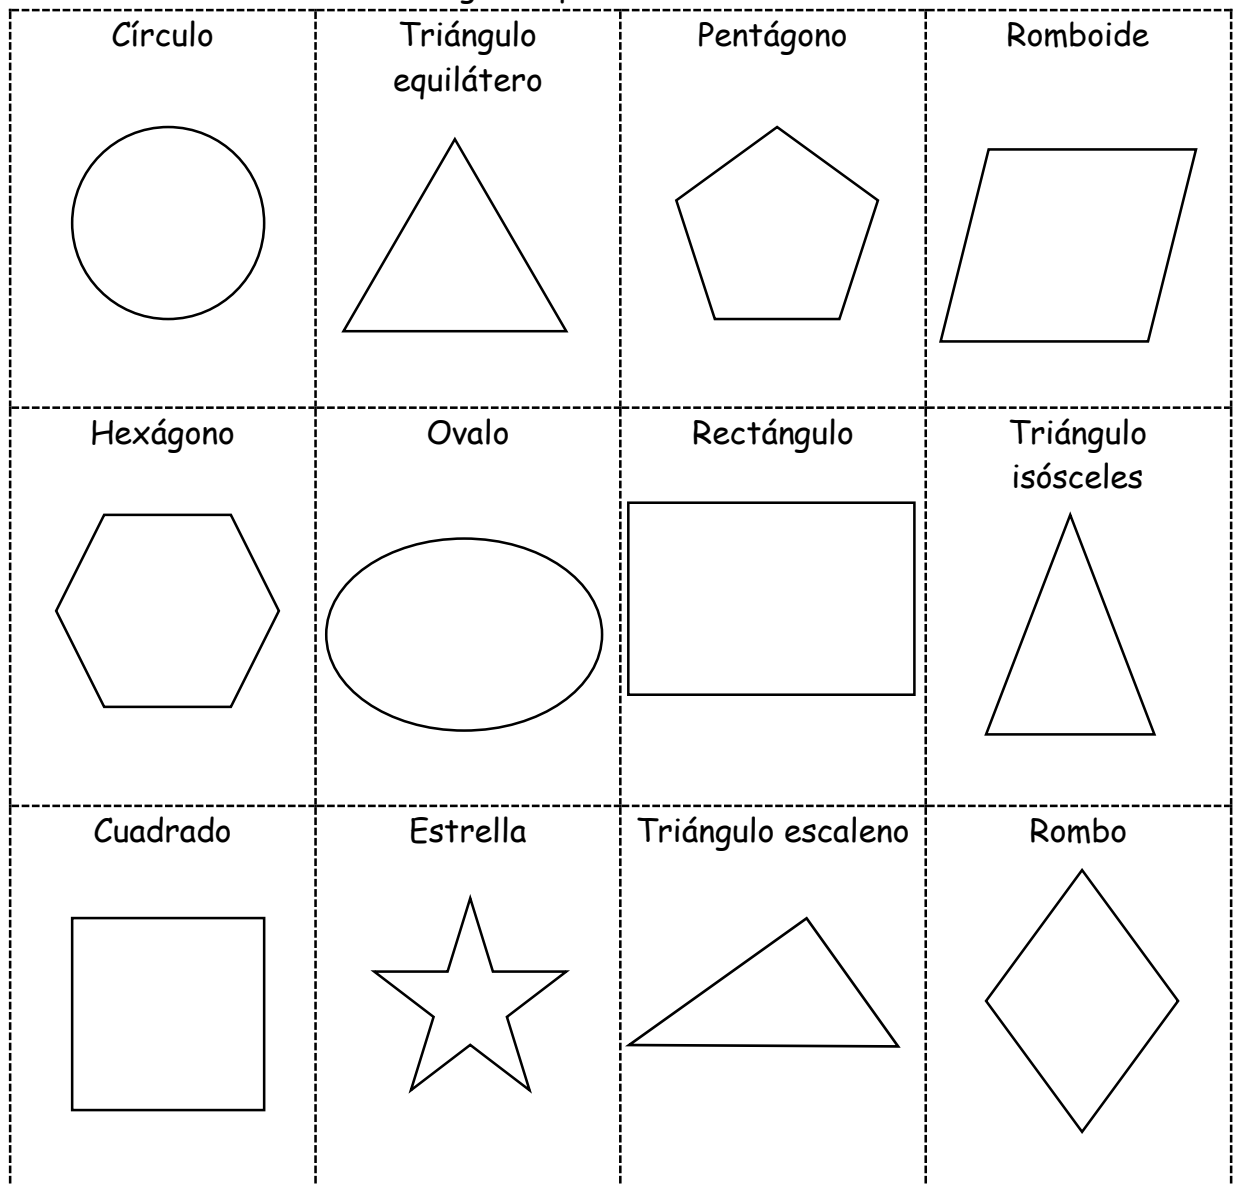 Círculo
Triángulo
equilátero
Pentágono
Romboide
Hexágono
Ovalo
Rectángulo
Triángulo
isósceles
Cuadrado
Estrella
Triángulo escaleno
Rombo